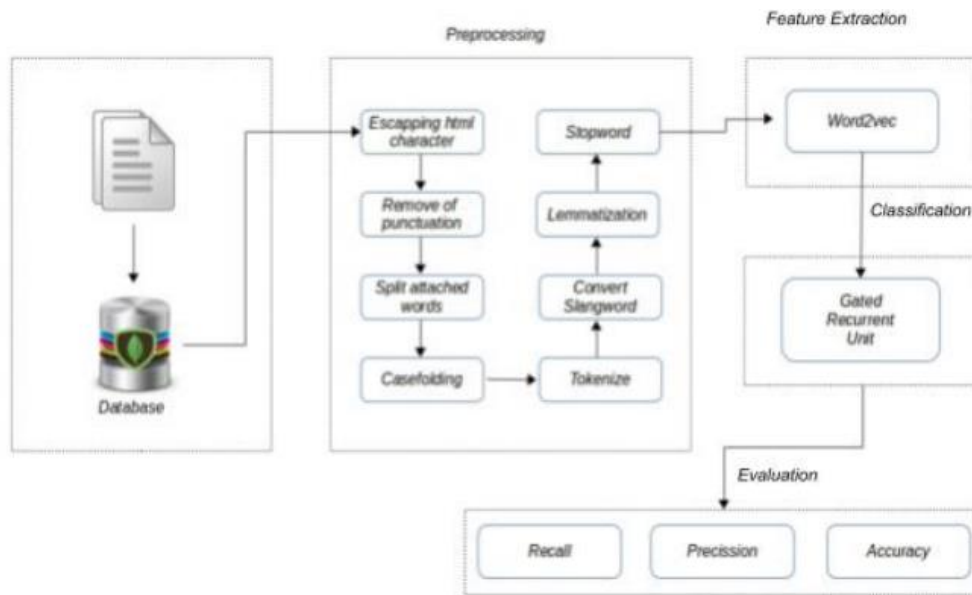 Feature Extraction
Preprocessing
Escapping html
character
Stopword
Word2vec
Remove of
punctuation
Lemmatization
Classification
Split attached
words
Convert
Slangword
Gated
Recurrent
Unit
Casefolding
Tokenize
Database
Evaluation
Recall
Precission
Accuracy